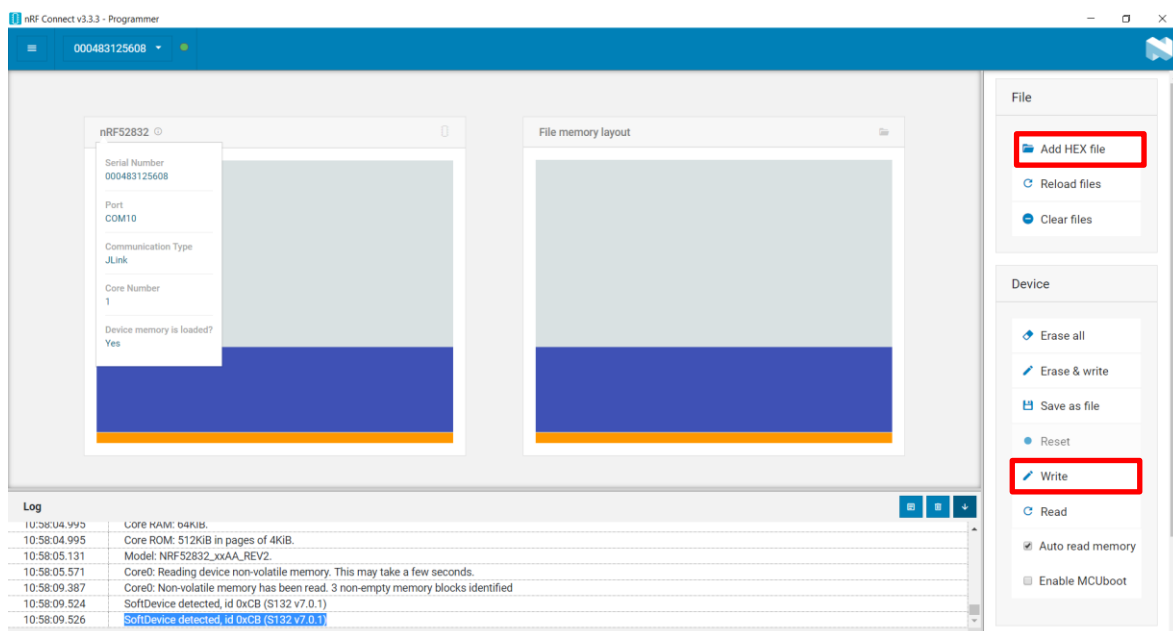 nRF Connect v3.3.3 - Programmer
000483125608
nRF52832
Serial Number
000483125608
Port
COM10
Communication Type
JLink
Core Number
1
Device memory is loaded?
Yes
File memory layout
File
Add HEX file
Reload files
Clear files
Device
Erase all
Erase & write
Save as file
Reset
Write
Read
Auto read memory
Enable MCUboot
Log
10:58:04.995 Core RAM: 64KiB.
10:58:04.995 Core ROM: 512KiB in pages of 4KiB.
10:58:05.131 Model: NRF52832_xxAA_REV2.
10:58:05.571 Core0: Reading device non-volatile memory. This may take a few seconds.
10:58:09.387 Core0: Non-volatile memory has been read. 3 non-empty memory blocks identified
10:58:09.524 SoftDevice detected, id 0xCB (S132 v7.0.1)
10:58:09.526 SoftDevice detected, id 0xCB (S132 v7.0.1)